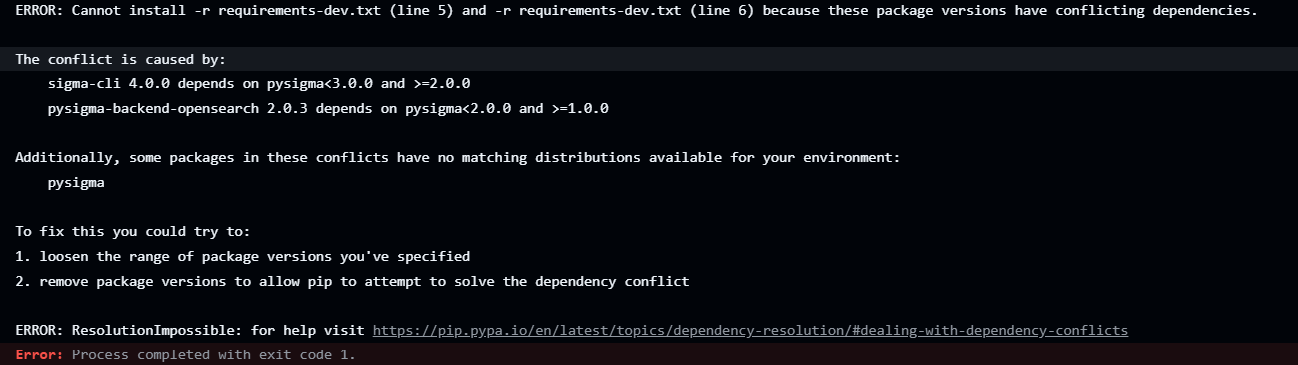 ERROR: Cannot install -r requirements-dev.txt (line 5) and -r requirements-dev.txt (line 6) because these package versions have conflicting dependencies.
The conflict is caused by:
sigma-cli 4.0.0 depends on pysigma<3.0.0 and >=2.0.0
pysigma-backend-opensearch 2.0.3 depends on pysigma<2.0.0 and >=1.0.0
Additionally, some packages in these conflicts have no matching distributions available for your environment:
pysigma
To fix this you could try to:
1. loosen the range of package versions you've specified
2. remove package versions to allow pip to attempt to solve the dependency conflict
ERROR: ResolutionImpossible: for help visit https://pip.pypa.io/en/latest/topics/dependency-resolution/#dealing-with-dependency-conflicts
Error: Process completed with exit code 1.